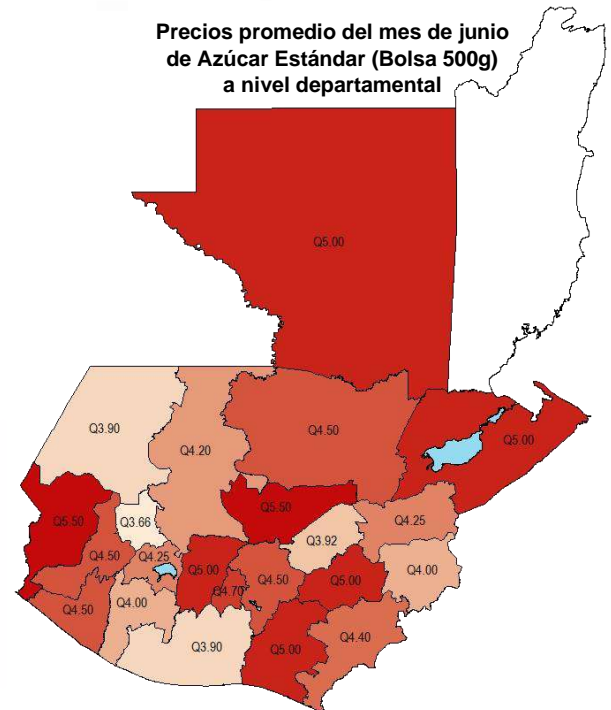 Precios promedio del mes de junio
de Azúcar Estándar (Bolsa 500g)
a nivel departamental
Q5.00
Q3.90
Q4.20
Q4.50
Q5.00
Q5.50
Q3.66
Q5.50
Q4.25
Q3.92
Q4.50
Q4.25
Q5.00
Q4.70
Q4.50
Q5.00
Q4.00
Q4.50
Q4.00
Q3.90
Q5.00
Q4.40